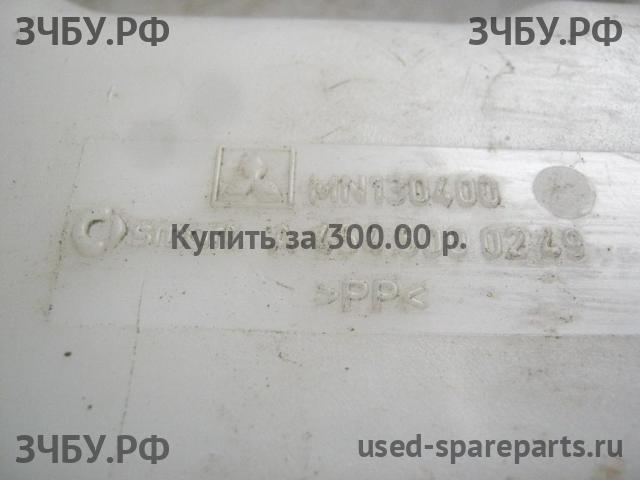 ЗЧБУ.РФ ЗЧБУ.РФ
MN130400
Купить за 300.00 р.
0249
>PP<
ЗЧБУ.РФ used-spareparts.ru